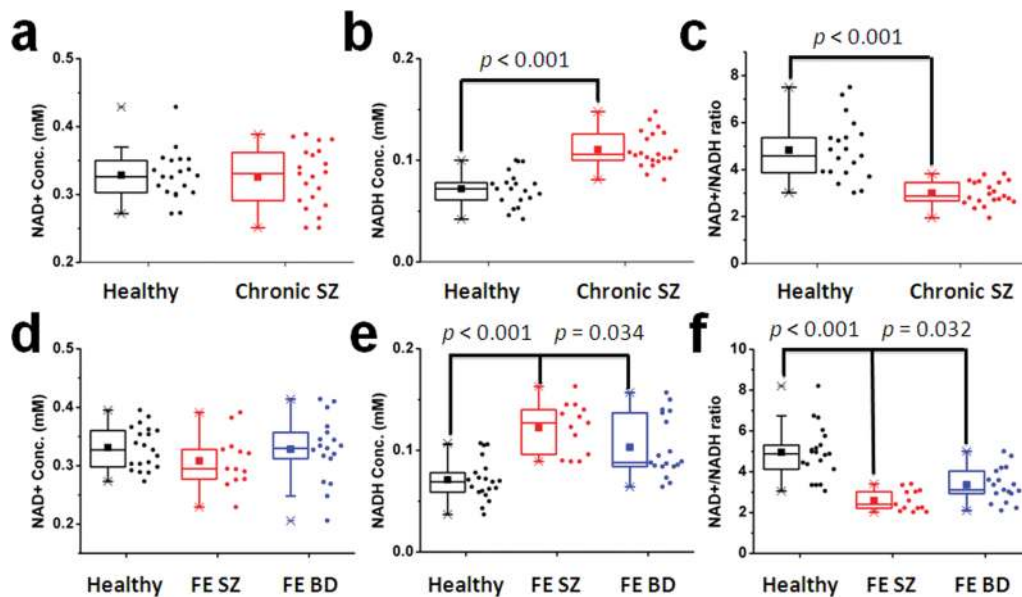 a
NAD+ Conc. (mM)
0.5
0.4
0.3
0.2
Healthy
Chronic SZ
b
p < 0.001
NADH Conc. (mM)
0.2
0.1
0.0
Healthy
Chronic SZ
c
p < 0.001
NAD+/NADH ratio
8
6
4
2
0
Healthy
Chronic SZ
d
NAD+ Conc. (mM)
0.5
0.4
0.3
0.2
Healthy
FE SZ
FE BD
e
p < 0.001
p = 0.034
NADH Conc. (mM)
0.2
0.1
0.0
Healthy
FE SZ
FE BD
f
p < 0.001
p = 0.032
NAD+/NADH ratio
10
8
6
4
2
0
Healthy
FE SZ
FE BD